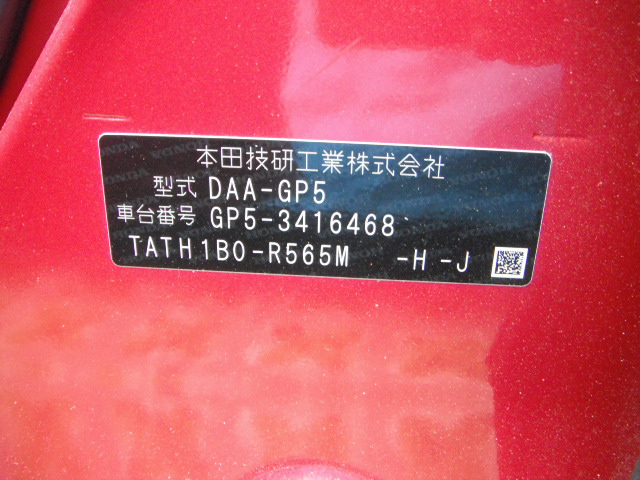 本田技研工業株式会社
型式 DAA-GP5
車台番号 GP5-3416468
TATH1B0-R565M -H -J